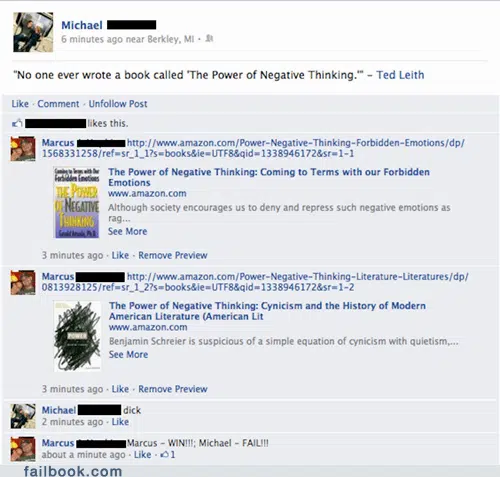 Michael
6 minutes ago near Berkley, MI ·
"No one ever wrote a book called 'The Power of Negative Thinking.'" – Ted Leith
Like · Comment · Unfollow Post
likes this.
Marcus http://www.amazon.com/Power-Negative-Thinking-Forbidden-Emotions/dp/
1568331258/ref=sr_1_1?s=books&ie=UTF8&qid=1338946172&sr=1-1
Coming to Terms with our
Forbidden Emotions
THE POWER
OF NEGATIVE
THINKING
Gerald Amada, Ph.D.
The Power of Negative Thinking: Coming to Terms with our Forbidden
Emotions
www.amazon.com
Although society encourages us to deny and repress such negative emotions as
rag...
See More
3 minutes ago · Like · Remove Preview
Marcus http://www.amazon.com/Power-Negative-Thinking-Literature-Literatures/dp/
0813928125/ref=sr_1_2?s=books&ie=UTF8&qid=1338946172&sr=1-2
POWER
The Power of Negative Thinking: Cynicism and the History of Modern
American Literature (American Lit
www.amazon.com
Benjamin Schreier is suspicious of a simple equation of cynicism with quietism,...
See More
3 minutes ago · Like · Remove Preview
Michael dick
2 minutes ago · Like
Marcus Marcus – WIN!!!; Michael – FAIL!!!
about a minute ago · Like · 1
failbook.com